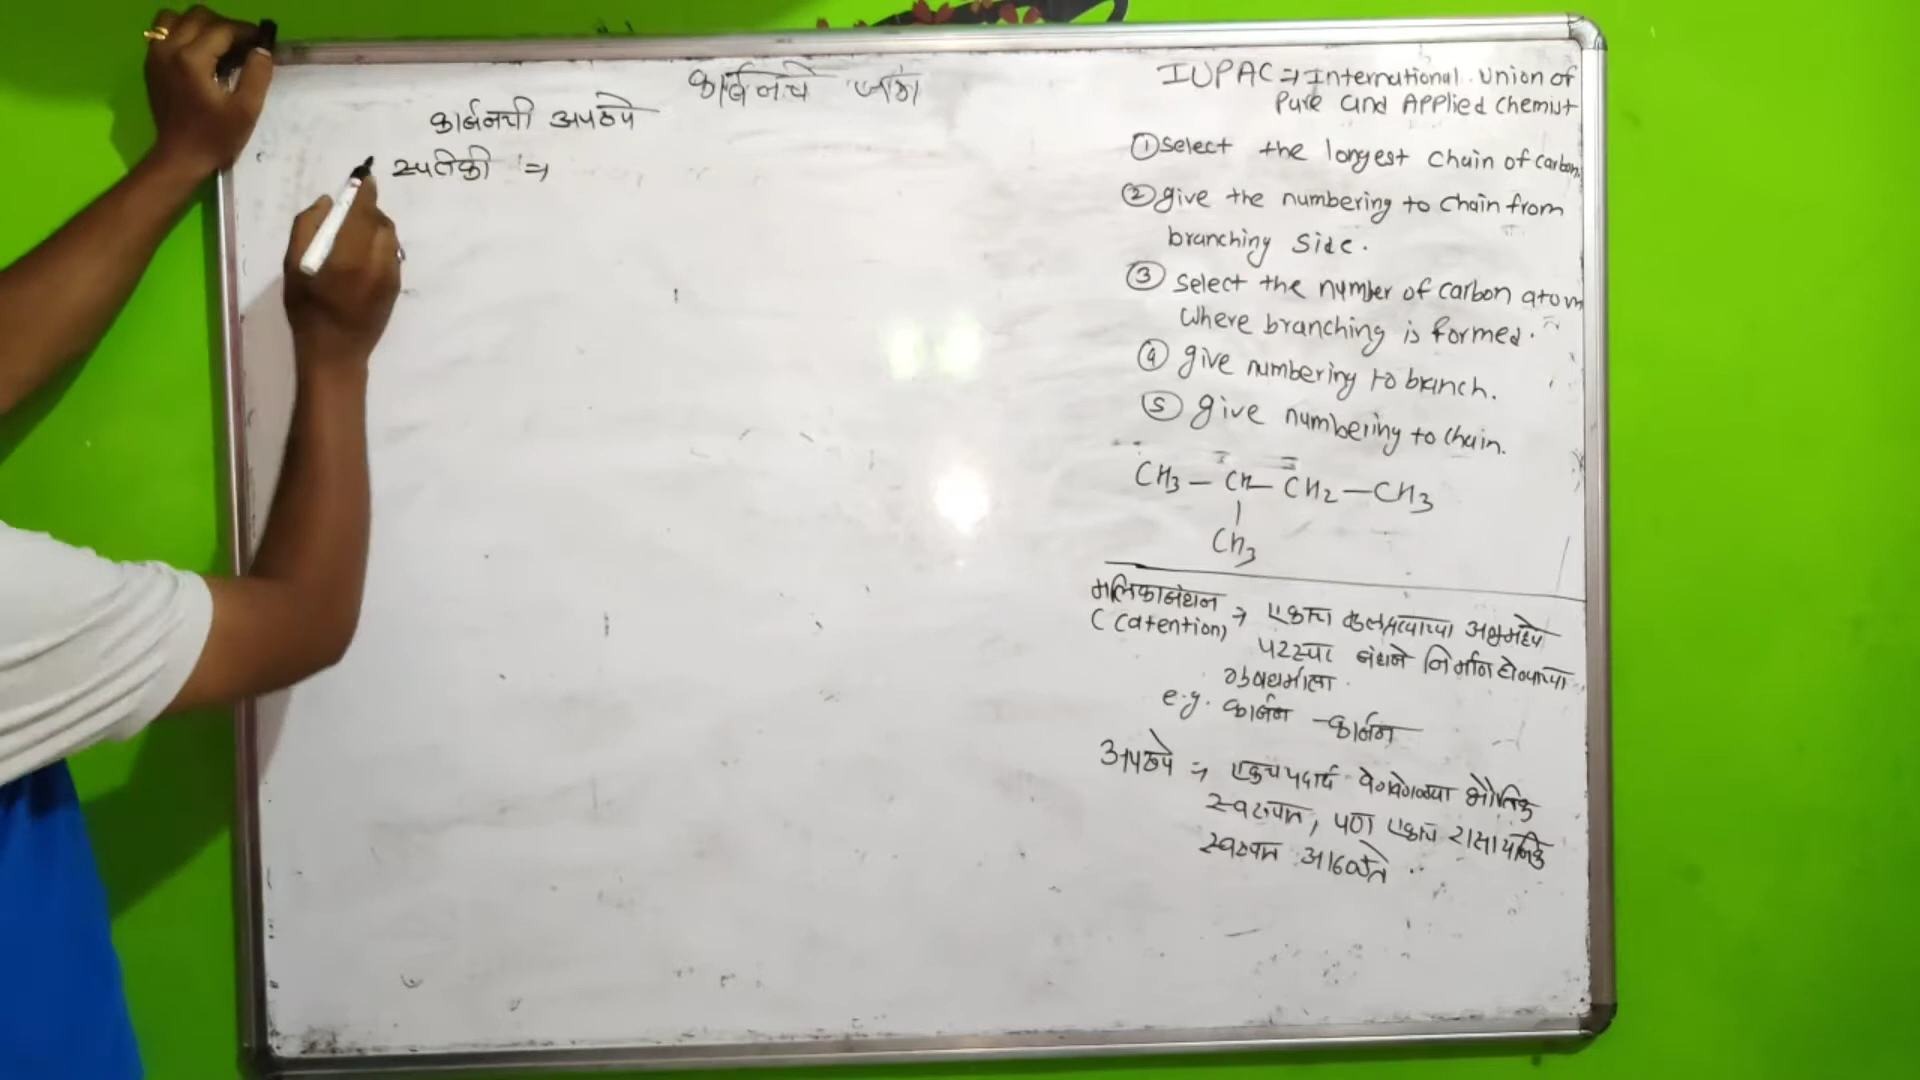 कार्बनचे जग
कार्बनची अपरुपे
स्पतिकी ⇒
IUPAC ⇒ International Union of
Pure and Applied Chemist
① Select the longest chain of carbon.
② give the numbering to chain from
branching side.
③ select the number of carbon atom
where branching is formed.
④ give numbering to branch.
⑤ give numbering to chain.
CH3 — CH — CH2 — CH3
|
CH3
मलिकाबंधन ⇒ एकाच मुलद्रव्याच्या अणुमध्ये
(Catention) परस्पर बंधने निर्मान होण्याच्या
e.g. कार्बन - कार्बन
अपरुपे ⇒ एकच पदार्थ वेगवेगळ्या भौतिक
स्वरुपात, पण एकाच रासायनिक
स्वरुपात आढळते.